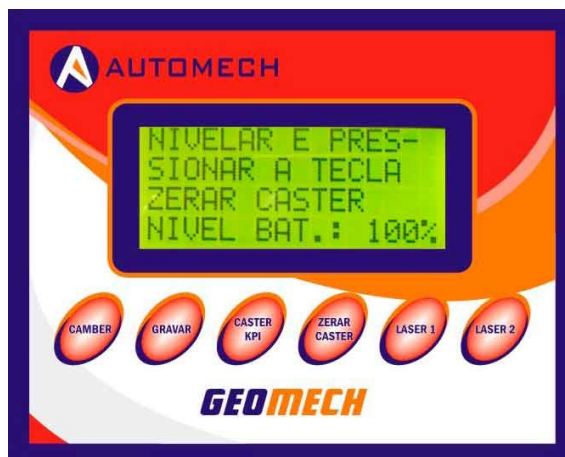 AUTOMECH
NIVELAR E PRES-
SIONAR A TECLA
ZERAR CASTER
NIVEL BAT.: 100%
CAMBER
GRAVAR
CASTER
KPI
ZERAR
CASTER
LASER 1
LASER 2
GEOMECH